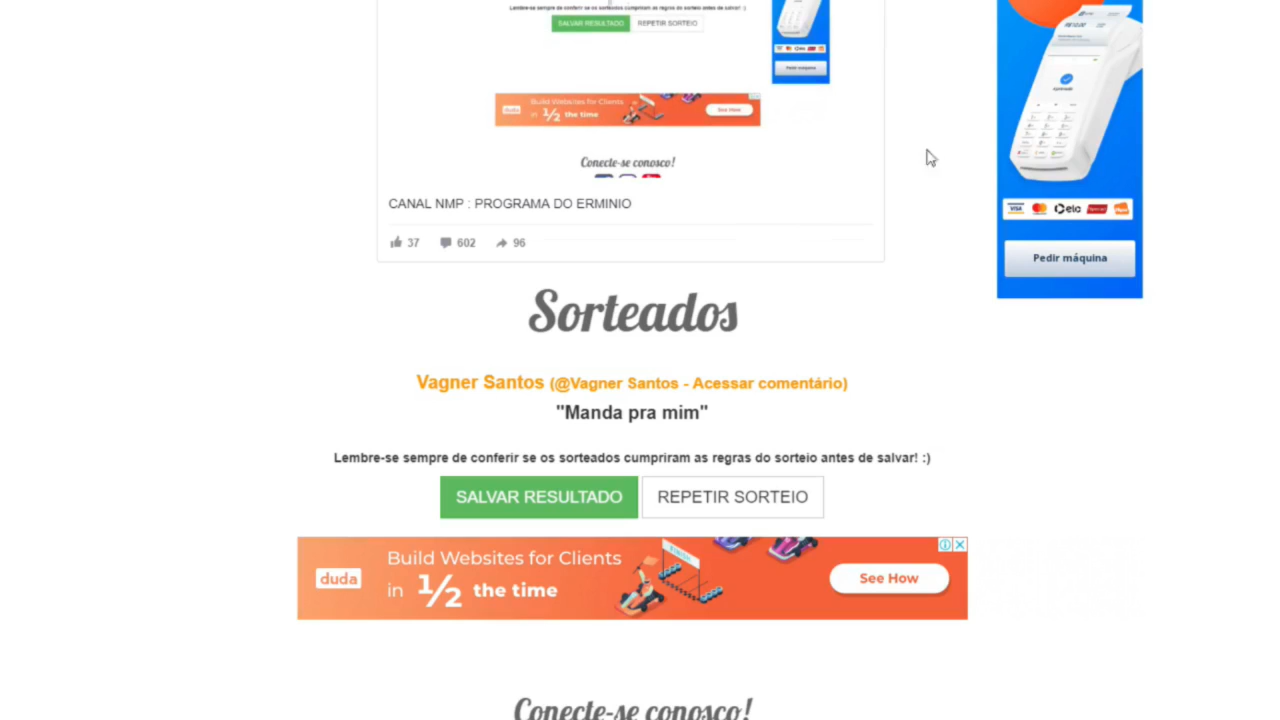 Lembre-se sempre de conferir se os sorteados cumpriram as regras do sorteio antes de salvar! :)
SALVAR RESULTADO REPETIR SORTEIO
Pedir máquina
duda
Build Websites for Clients
in 1/2 the time
See How
Conecte-se conosco!
CANAL NMP : PROGRAMA DO ERMINIO
37 602 96
VISA elo
Pedir máquina
Sorteados
Vagner Santos (@Vagner Santos - Acessar comentário)
"Manda pra mim"
Lembre-se sempre de conferir se os sorteados cumpriram as regras do sorteio antes de salvar! :)
SALVAR RESULTADO REPETIR SORTEIO
duda
Build Websites for Clients
in 1/2 the time
See How
Conecte-se conosco!